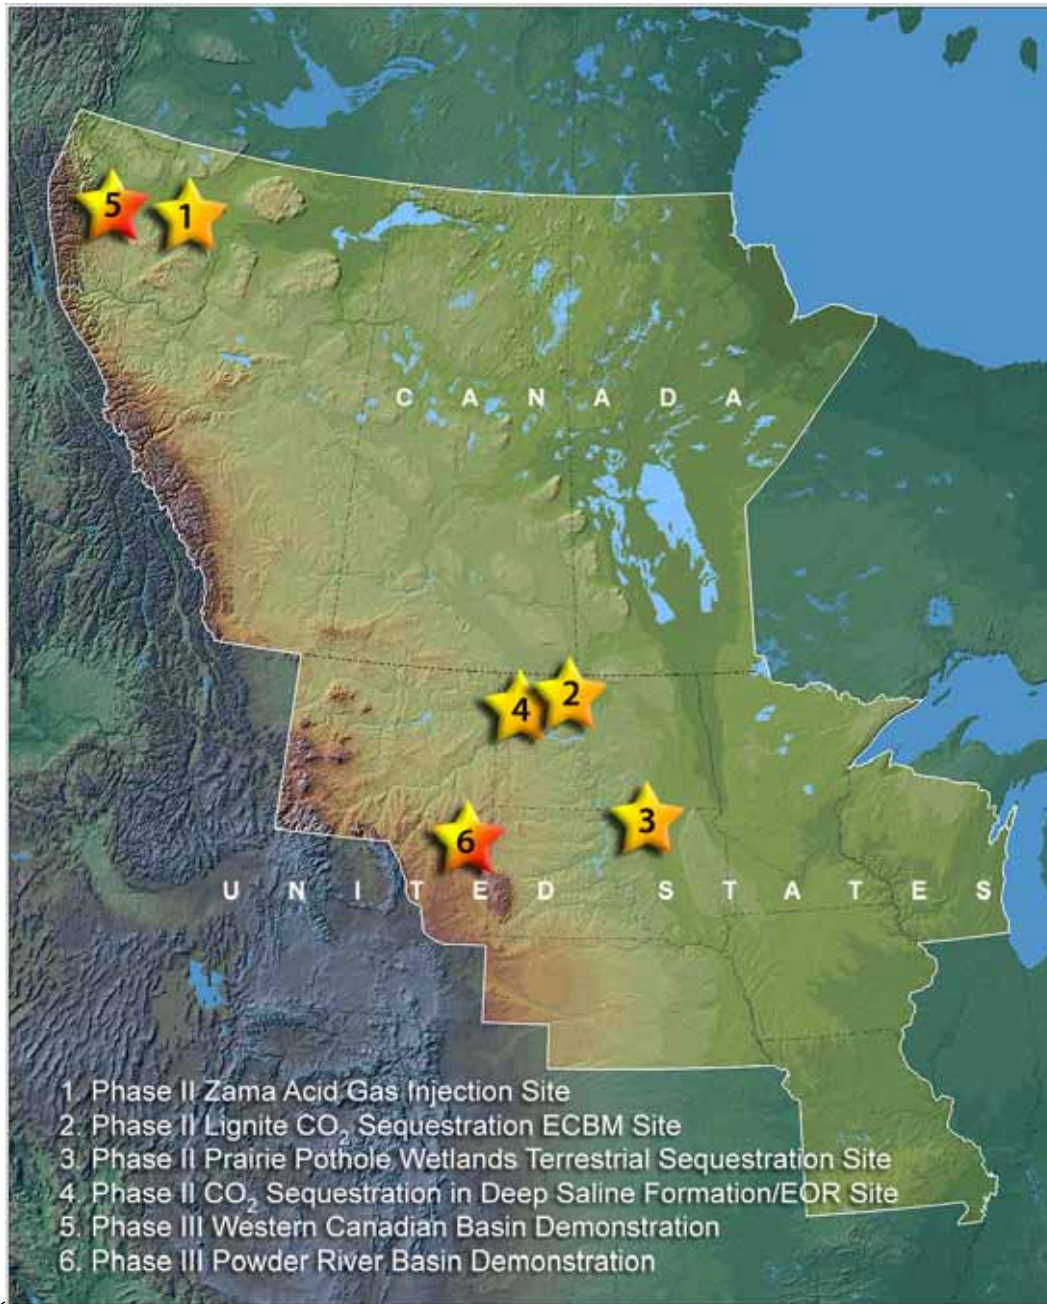 5
1
C A N A D A
2
4
3
6
U N I T E D S T A T E S
1. Phase II Zama Acid Gas Injection Site
2. Phase II Lignite CO₂ Sequestration ECBM Site
3. Phase II Prairie Pothole Wetlands Terrestrial Sequestration Site
4. Phase II CO₂ Sequestration in Deep Saline Formation/EOR Site
5. Phase III Western Canadian Basin Demonstration
6. Phase III Powder River Basin Demonstration